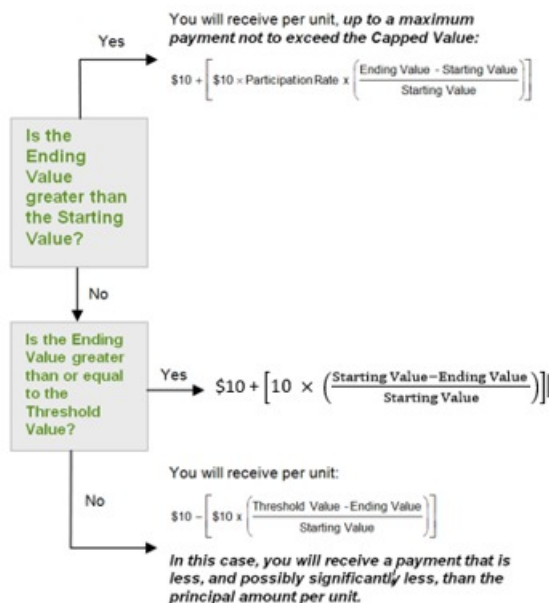 You will receive per unit, up to a maximum
Yes
payment not to exceed the Capped Value:
$10 + [ $10 × Participation Rate x ( Ending Value - Starting Value / Starting Value ) ]
Is the
Ending
Value
greater than
the Starting
Value?
No
Is the Ending
Value greater
than or equal
to the
Threshold
Value?
Yes
$10 + [10 × (Starting Value−Ending Value / Starting Value)]|
You will receive per unit:
No
$10 − [ $10 x ( Threshold Value - Ending Value / Starting Value ) ]
In this case, you will receive a payment that is
less, and possibly significantly less, than the
principal amount per unit.